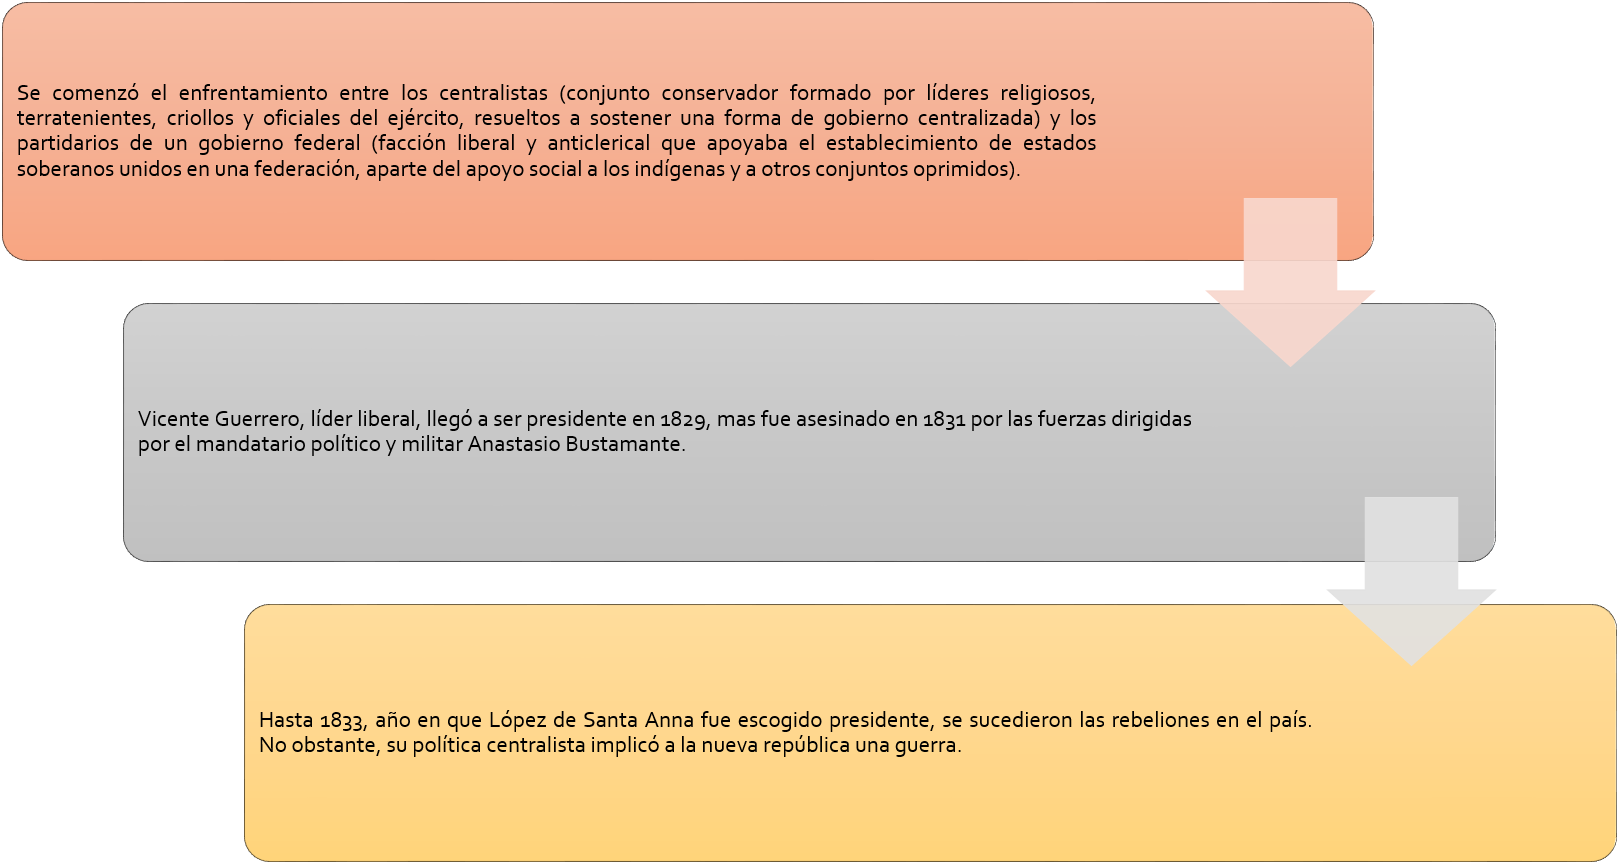 Se comenzó el enfrentamiento entre los centralistas (conjunto conservador formado por líderes religiosos,
terratenientes, criollos y oficiales del ejército, resueltos a sostener una forma de gobierno centralizada) y los
partidarios de un gobierno federal (facción liberal y anticlerical que apoyaba el establecimiento de estados
soberanos unidos en una federación, aparte del apoyo social a los indígenas y a otros conjuntos oprimidos).
Vicente Guerrero, líder liberal, llegó a ser presidente en 1829, mas fue asesinado en 1831 por las fuerzas dirigidas
por el mandatario político y militar Anastasio Bustamante.
Hasta 1833, año en que López de Santa Anna fue escogido presidente, se sucedieron las rebeliones en el país.
No obstante, su política centralista implicó a la nueva república una guerra.